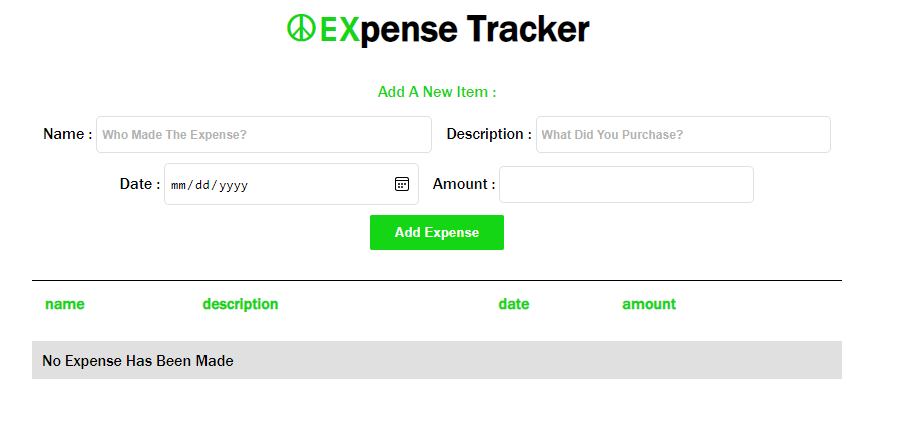 ☮EXpense Tracker
Add A New Item :
Name : Who Made The Expense? Description : What Did You Purchase?
Date : mm/dd/yyyy Amount :
Add Expense
name description date amount
No Expense Has Been Made